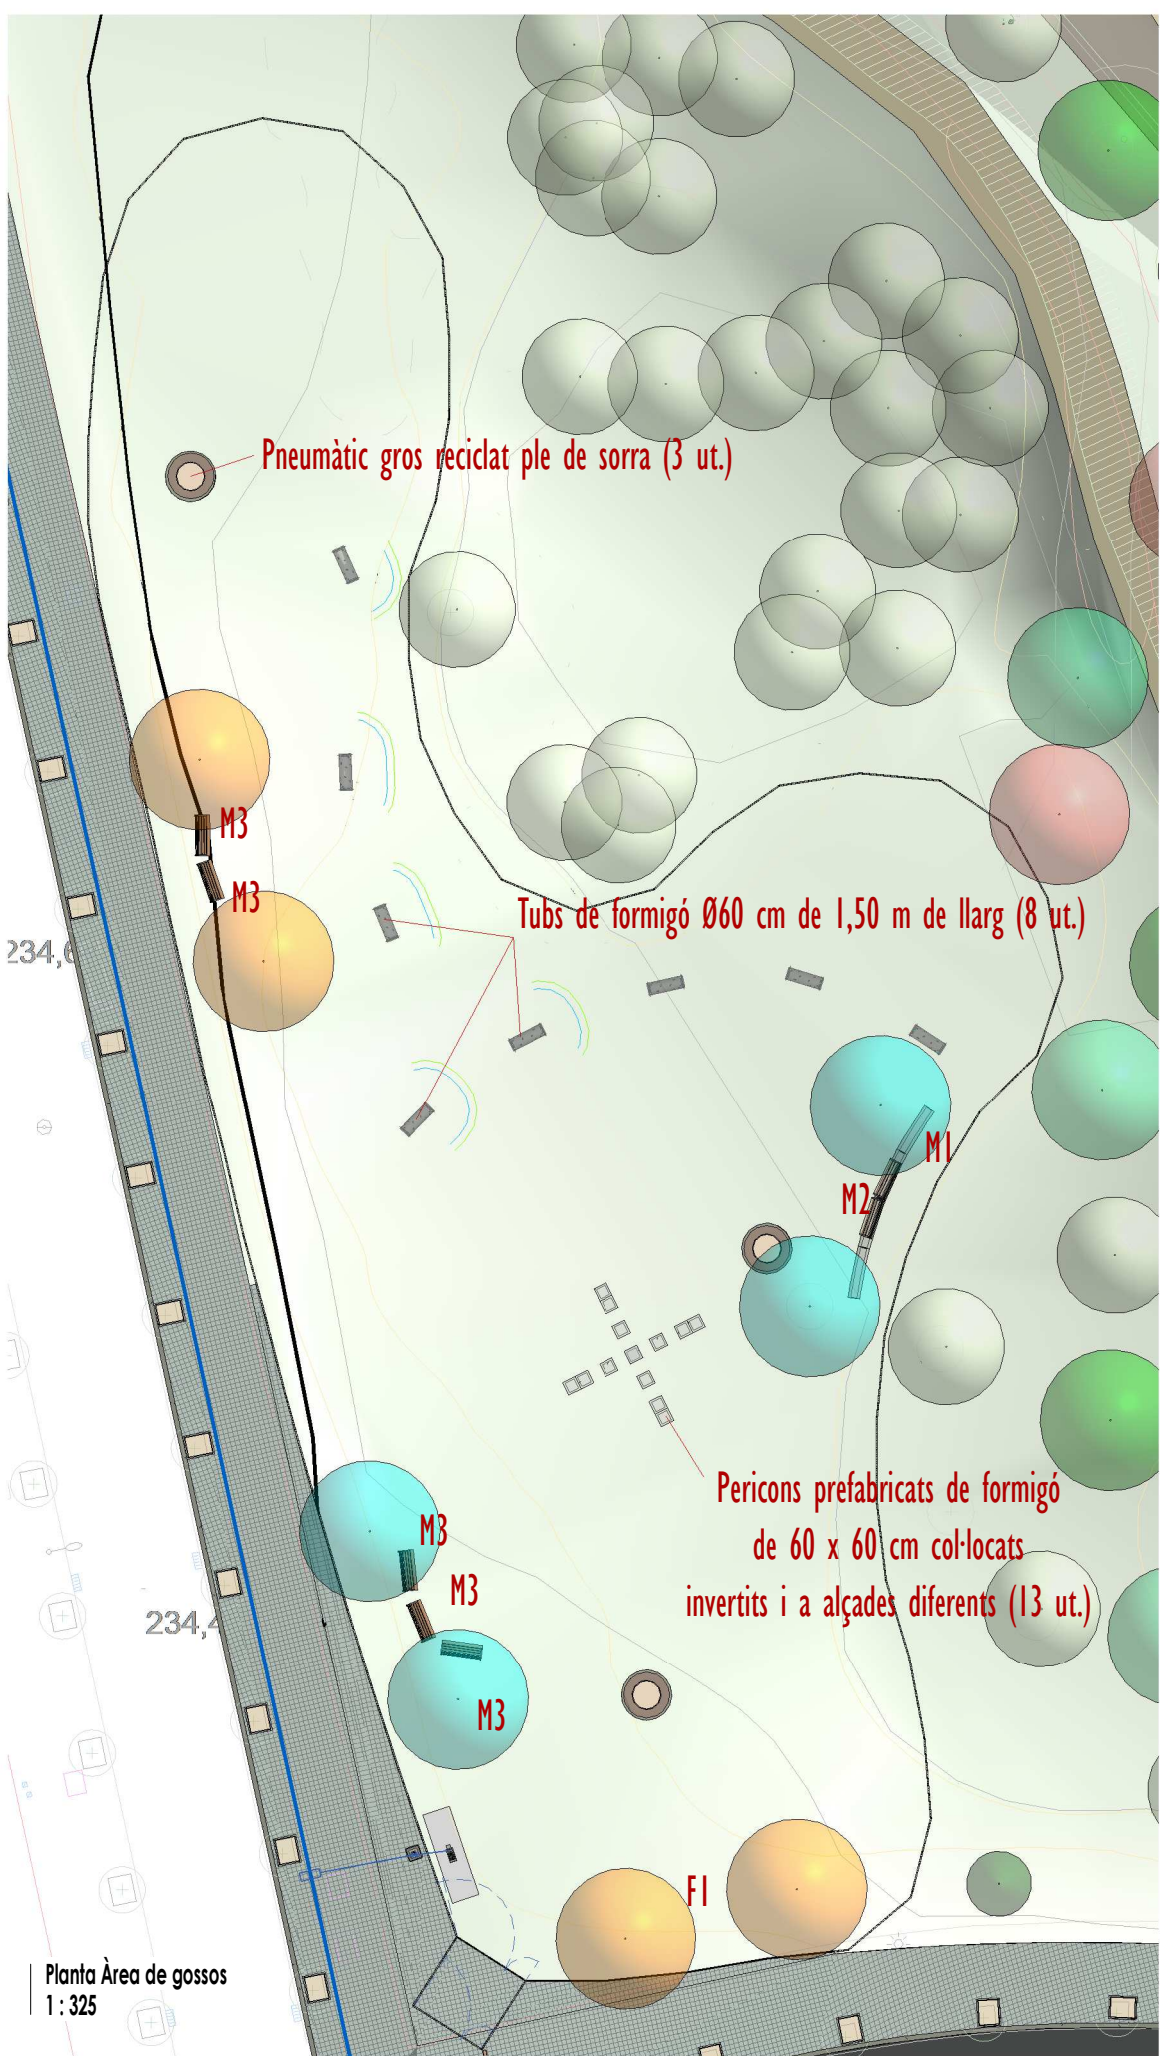 Pneumàtic gros reciclat ple de sorra (3 ut.)
M3
M3
Tubs de formigó Ø60 cm de 1,50 m de llarg (8 ut.)
234,6
M1
M2
Pericons prefabricats de formigó
de 60 x 60 cm col·locats
invertits i a alçades diferents (13 ut.)
M3
M3
234,4
M3
F1
Planta Àrea de gossos
1 : 325